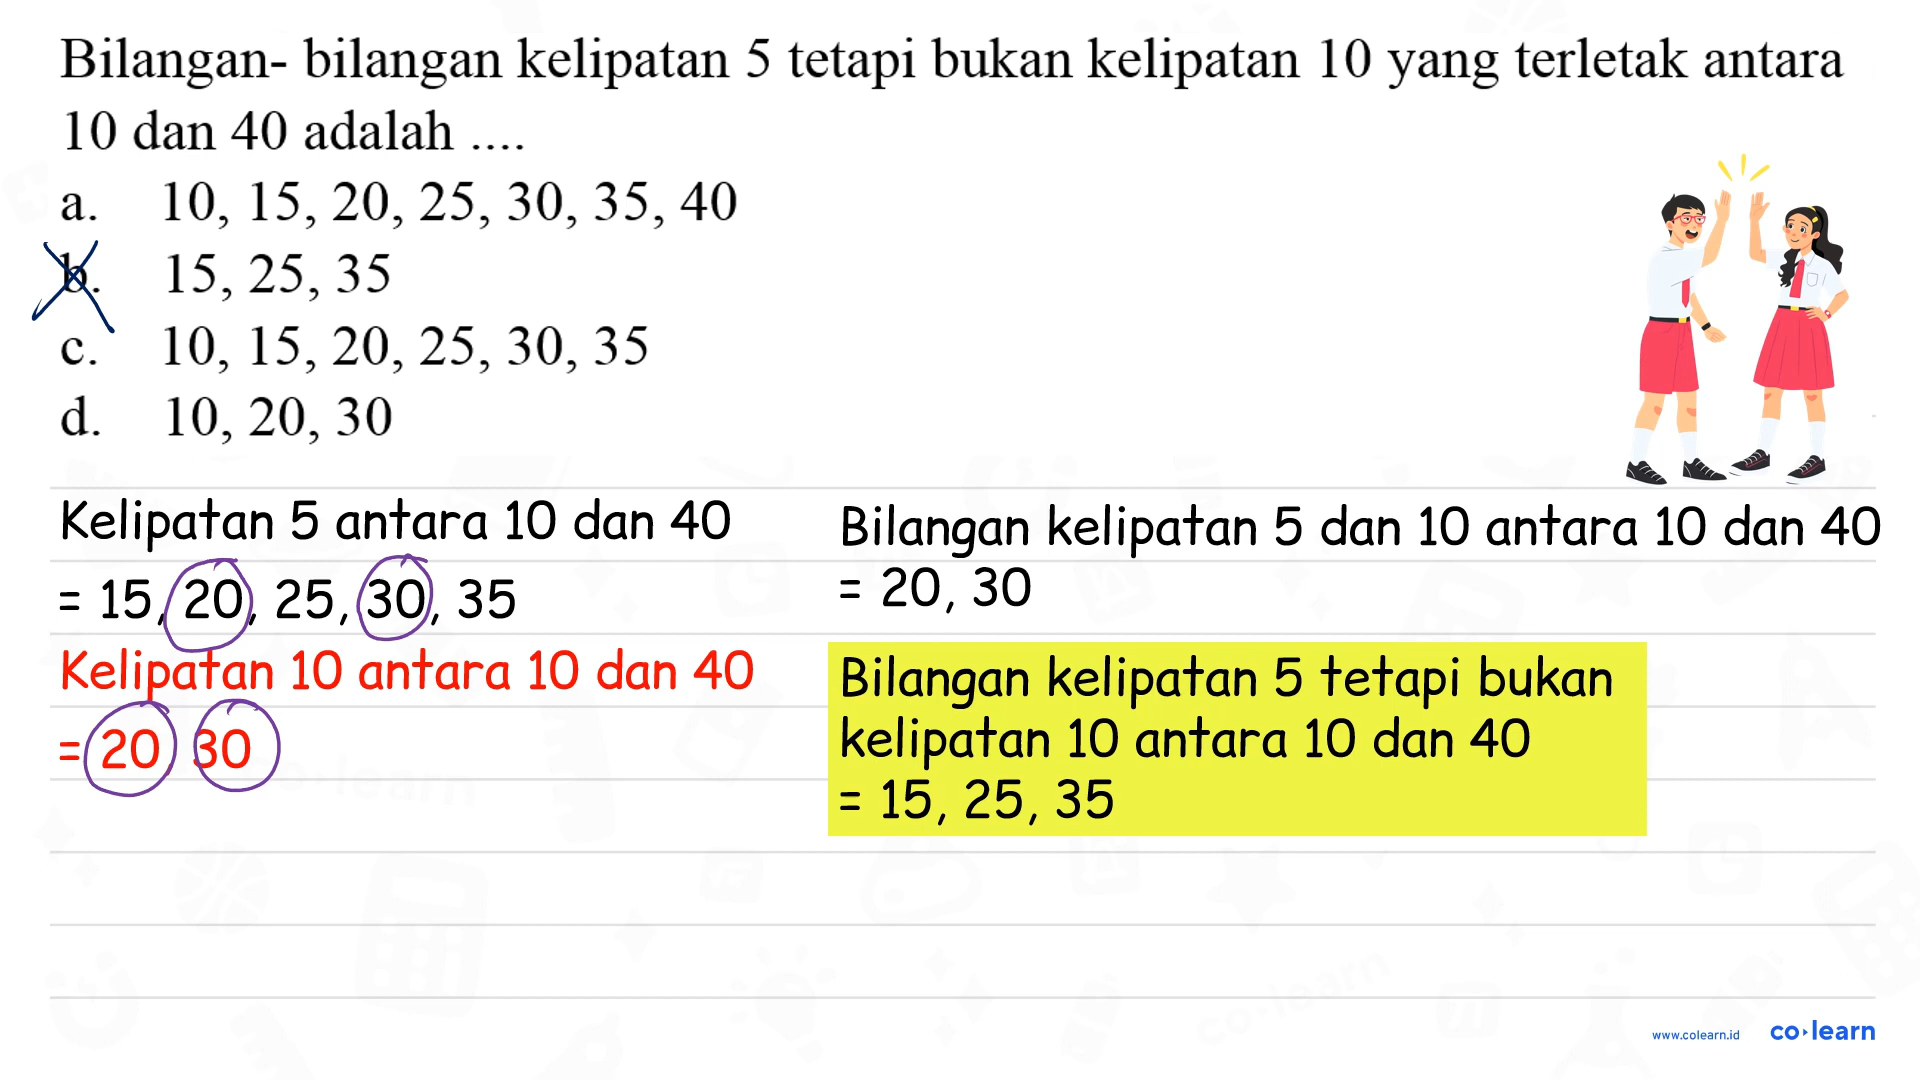 Bilangan- bilangan kelipatan 5 tetapi bukan kelipatan 10 yang terletak antara
10 dan 40 adalah ....
a. 10, 15, 20, 25, 30, 35, 40
b. 15, 25, 35
c. 10, 15, 20, 25, 30, 35
d. 10, 20, 30
Kelipatan 5 antara 10 dan 40
= 15, 20, 25, 30, 35
Kelipatan 10 antara 10 dan 40
= 20, 30
Bilangan kelipatan 5 dan 10 antara 10 dan 40
= 20, 30
Bilangan kelipatan 5 tetapi bukan
kelipatan 10 antara 10 dan 40
= 15, 25, 35
co·learn
co·learn
www.colearn.id co·learn